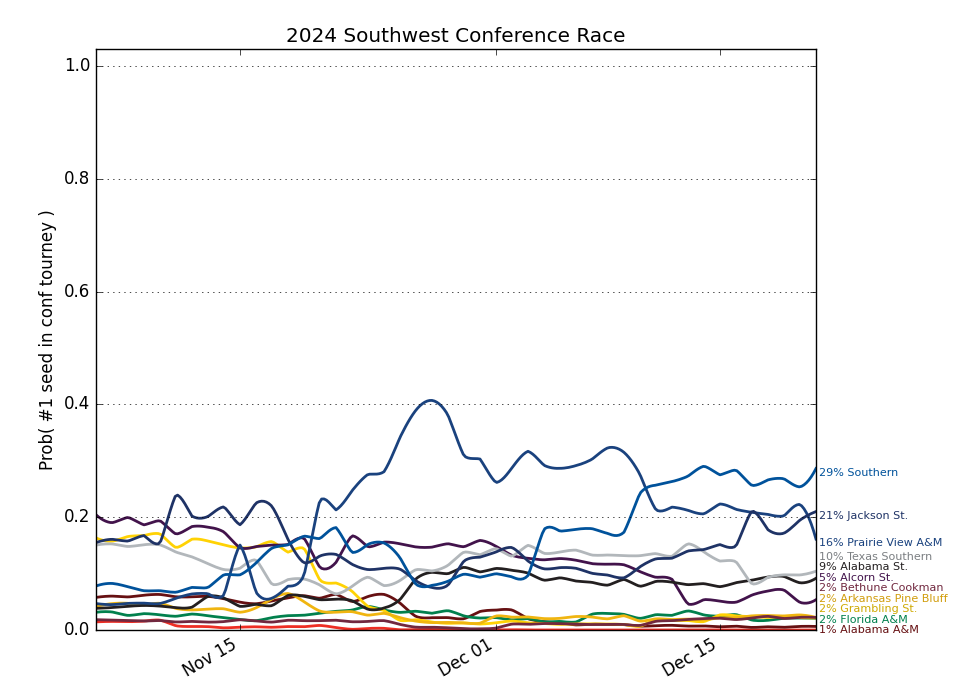 2024 Southwest Conference Race
Prob( #1 seed in conf tourney )
1.0
0.8
0.6
0.4
0.2
0.0
Nov 15
Dec 01
Dec 15
29% Southern
21% Jackson St.
16% Prairie View A&M
10% Texas Southern
9% Alabama St.
5% Alcorn St.
2% Bethune Cookman
2% Arkansas Pine Bluff
2% Grambling St.
2% Florida A&M
1% Alabama A&M